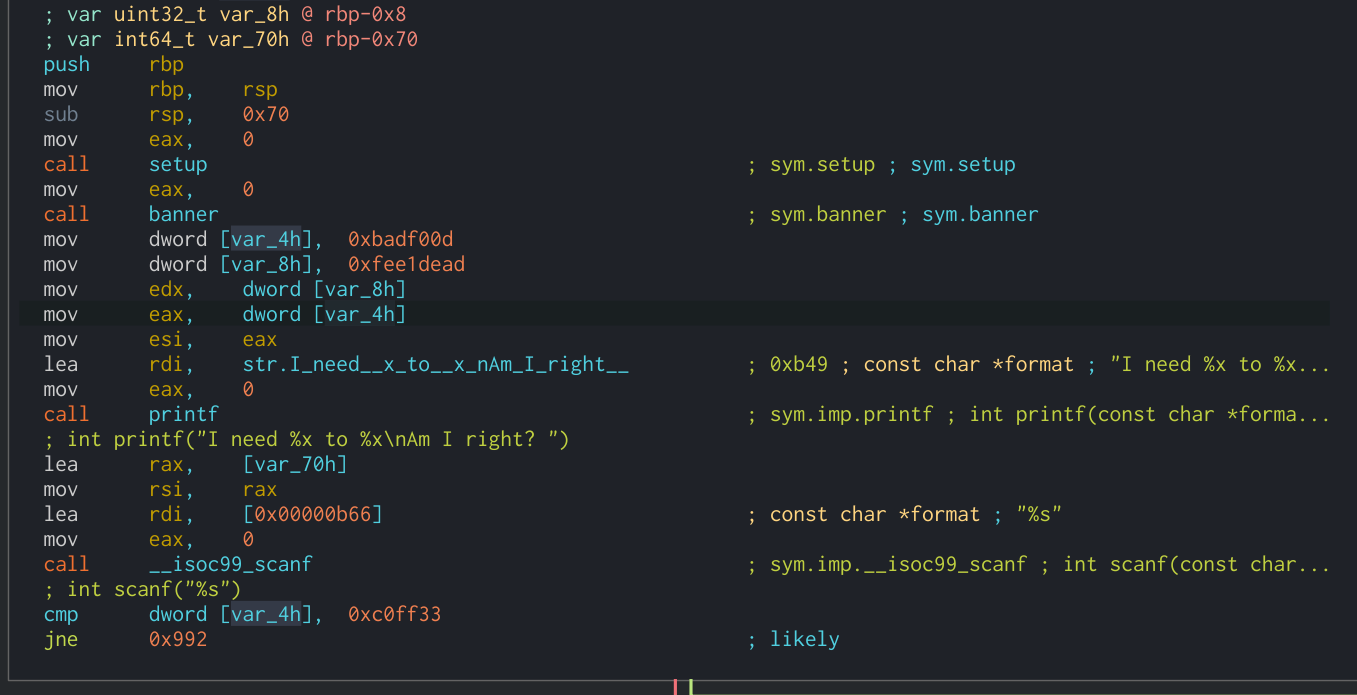 ; var uint32_t var_8h @ rbp-0x8
; var int64_t var_70h @ rbp-0x70
push rbp
mov rbp, rsp
sub rsp, 0x70
mov eax, 0
call setup ; sym.setup ; sym.setup
mov eax, 0
call banner ; sym.banner ; sym.banner
mov dword [var_4h], 0xbadf00d
mov dword [var_8h], 0xfee1dead
mov edx, dword [var_8h]
mov eax, dword [var_4h]
mov esi, eax
lea rdi, str.I_need__x_to__x_nAm_I_right__ ; 0xb49 ; const char *format ; "I need %x to %x...
mov eax, 0
call printf ; sym.imp.printf ; int printf(const char *forma...
; int printf("I need %x to %x\nAm I right? ")
lea rax, [var_70h]
mov rsi, rax
lea rdi, [0x00000b66] ; const char *format ; "%s"
mov eax, 0
call __isoc99_scanf ; sym.imp.__isoc99_scanf ; int scanf(const char...
; int scanf("%s")
cmp dword [var_4h], 0xc0ff33
jne 0x992 ; likely